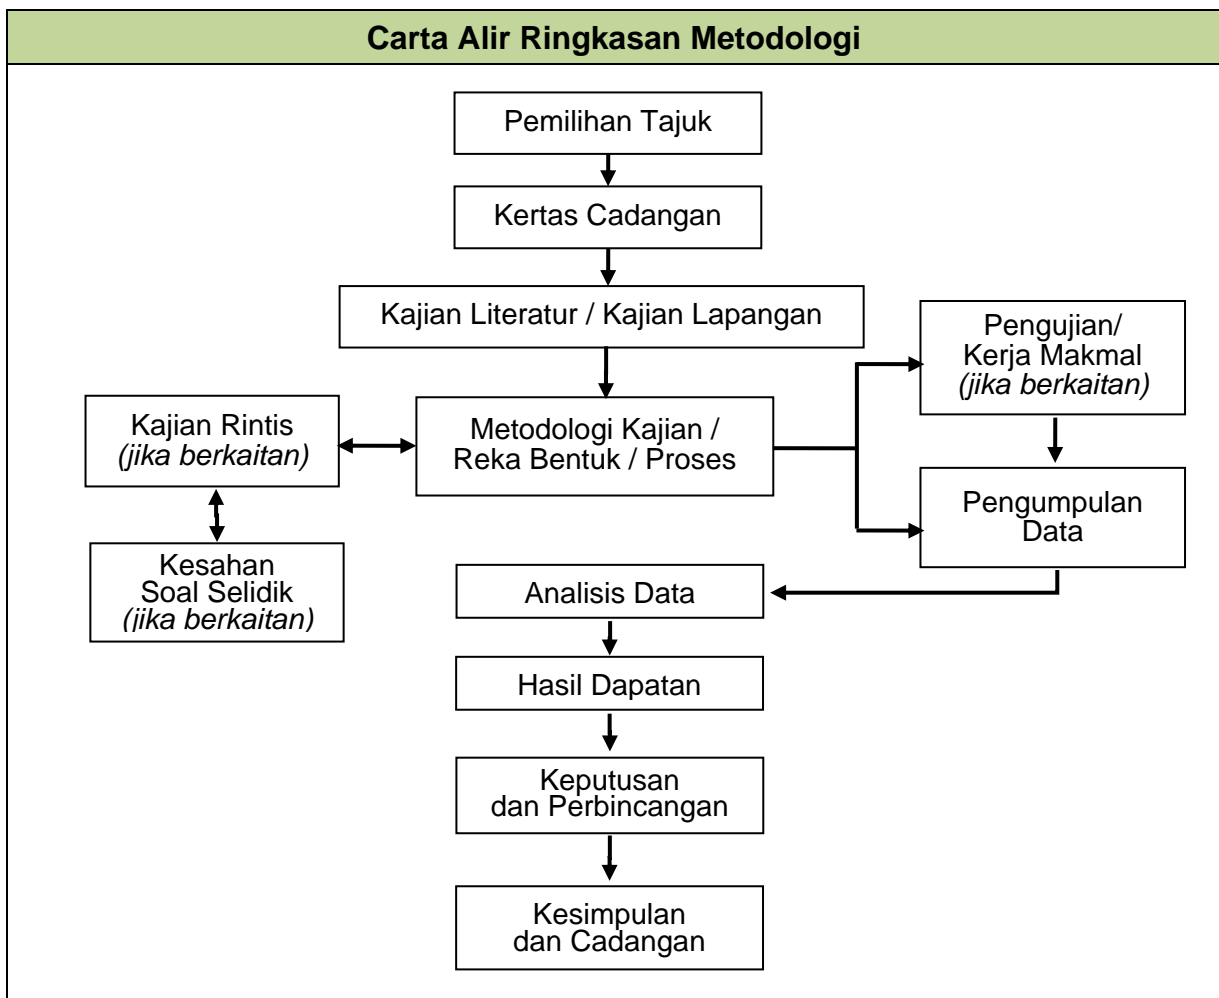 Carta Alir Ringkasan Metodologi
Pemilihan Tajuk
Kertas Cadangan
Kajian Literatur / Kajian Lapangan
Pengujian/
Kerja Makmal
(jika berkaitan)
Kajian Rintis
(jika berkaitan)
Metodologi Kajian /
Reka Bentuk / Proses
Pengumpulan
Data
Kesahan
Soal Selidik
(jika berkaitan)
Analisis Data
Hasil Dapatan
Keputusan
dan Perbincangan
Kesimpulan
dan Cadangan